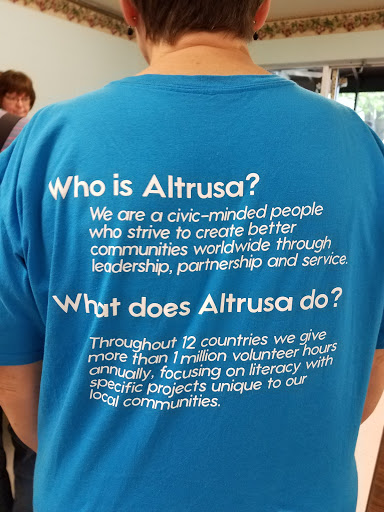 Who is Altrusa?
We are a civic-minded people
who strive to create better
communities worldwide through
leadership, partnership and service.
What does Altrusa do?
Throughout 12 countries we give
more than 1 million volunteer hours
annually, focusing on literacy with
specific projects unique to our
local communities.